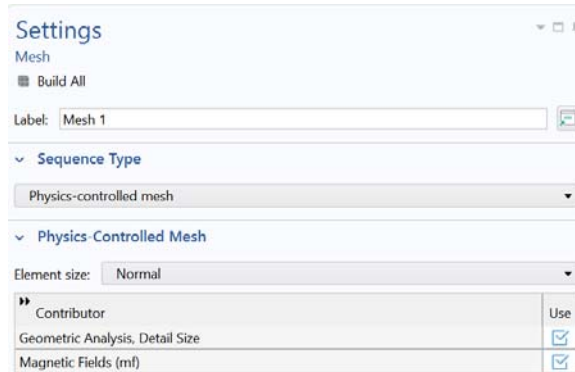 Settings
Mesh
Build All
Label: Mesh 1
Sequence Type
Physics-controlled mesh
Physics-Controlled Mesh
Element size: Normal
Contributor Use
Geometric Analysis, Detail Size
Magnetic Fields (mf)